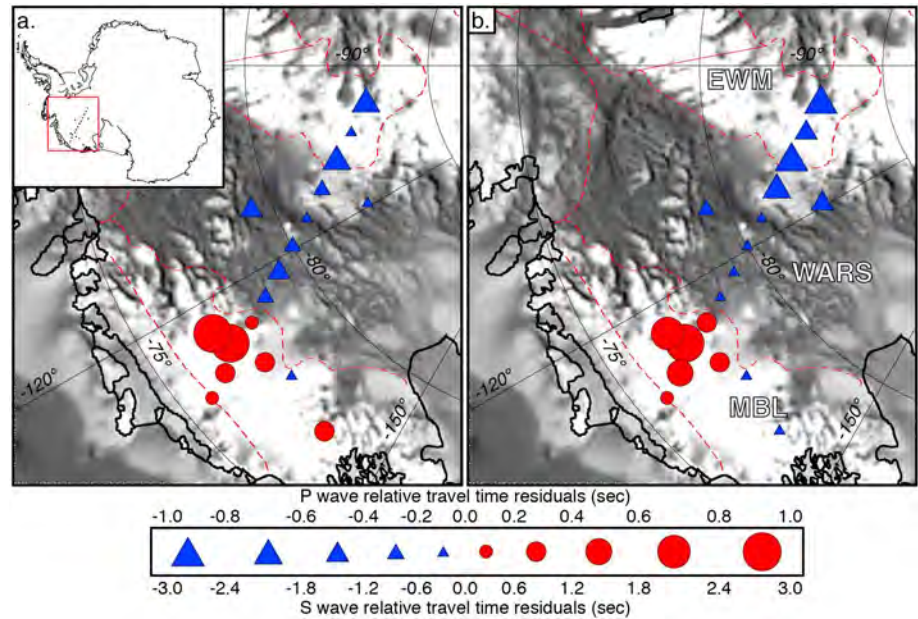 a.
b.
-90°
-90°
EWM
-80°
-80°
WARS
-75°
-75°
-120°
-120°
MBL
-150°
-150°
P wave relative travel time residuals (sec)
-1.0 -0.8 -0.6 -0.4 -0.2 0.0 0.2 0.4 0.6 0.8 1.0
-3.0 -2.4 -1.8 -1.2 -0.6 0.0 0.6 1.2 1.8 2.4 3.0
S wave relative travel time residuals (sec)